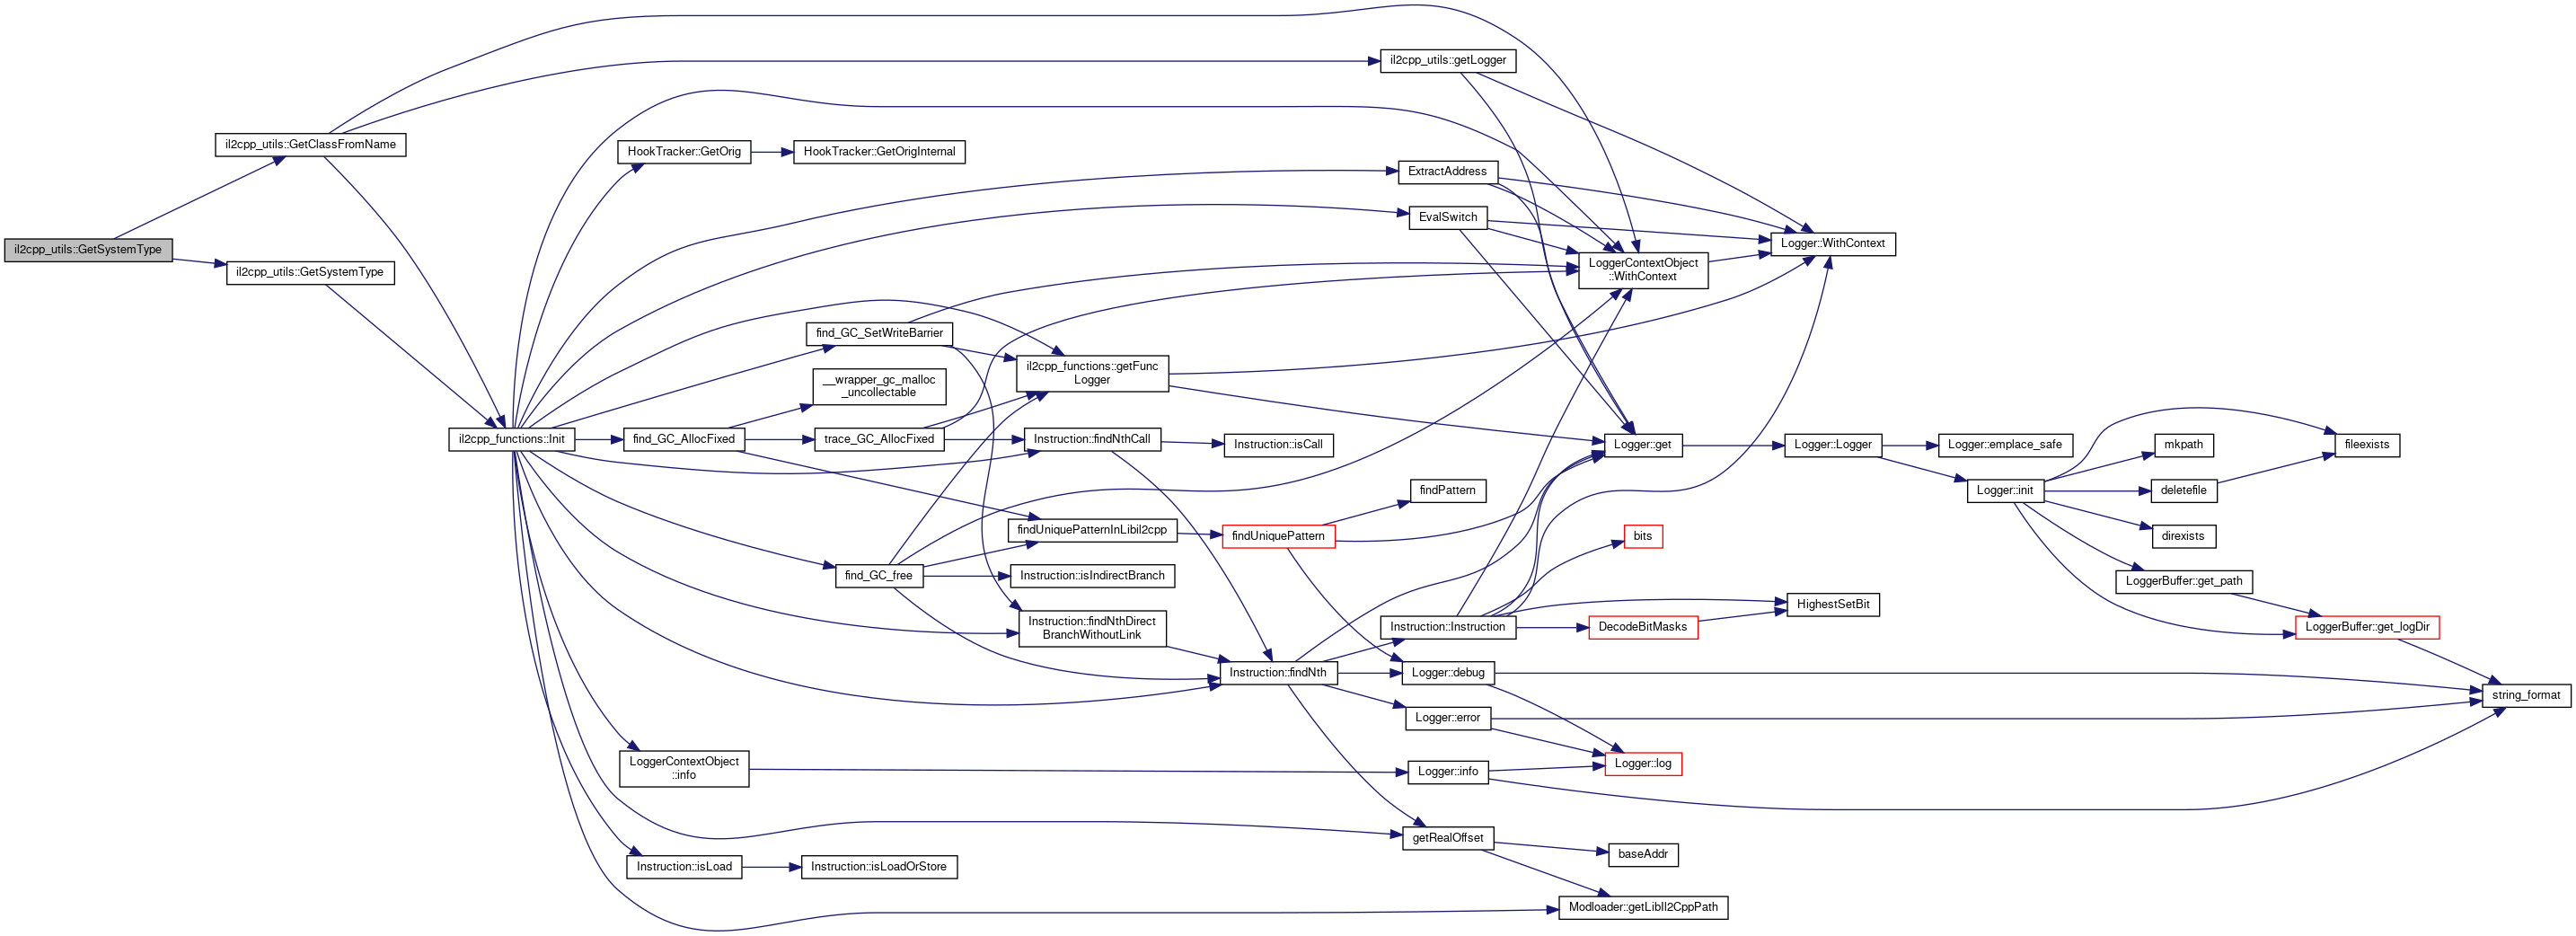 il2cpp_utils::GetSystemType
il2cpp_utils::GetClassFromName
il2cpp_utils::GetSystemType
il2cpp_functions::Init
HookTracker::GetOrig
HookTracker::GetOrigInternal
find_GC_SetWriteBarrier
__wrapper_gc_malloc
_uncollectable
find_GC_AllocFixed
trace_GC_AllocFixed
find_GC_free
LoggerContextObject
::info
Instruction::isLoad
Instruction::isLoadOrStore
il2cpp_functions::getFunc
Logger
Instruction::findNthCall
Instruction::isCall
findUniquePatternInLibil2cpp
findUniquePattern
Instruction::isIndirectBranch
Instruction::findNthDirect
BranchWithoutLink
Instruction::findNth
il2cpp_utils::getLogger
ExtractAddress
EvalSwitch
findPattern
Instruction::Instruction
Logger::debug
Logger::error
Logger::info
getRealOffset
LoggerContextObject
::WithContext
Logger::WithContext
Logger::get
bits
DecodeBitMasks
HighestSetBit
Logger::log
baseAddr
Modloader::getLibIl2CppPath
Logger::Logger
Logger::emplace_safe
Logger::init
mkpath
deletefile
direxists
LoggerBuffer::get_path
fileexists
LoggerBuffer::get_logDir
string_format